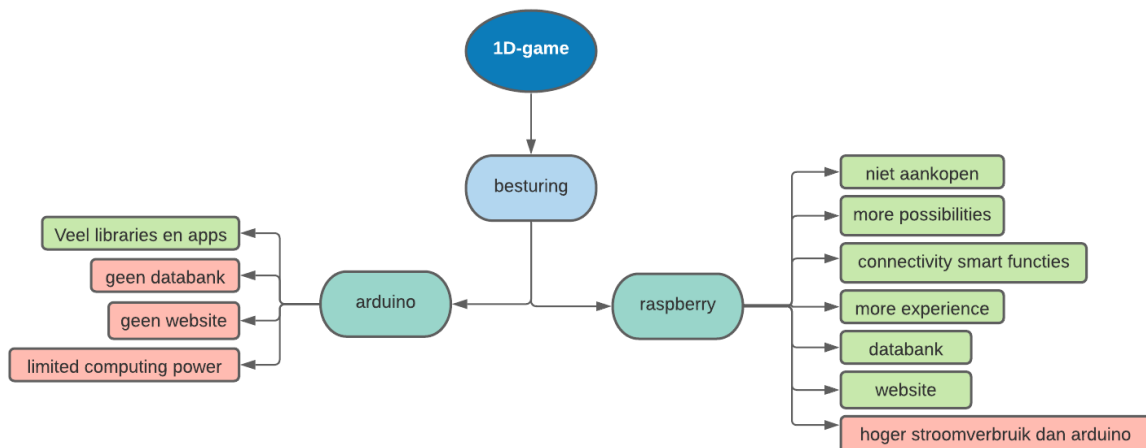 1D-game
besturing
arduino
Veel libraries en apps
geen databank
geen website
limited computing power
raspberry
niet aankopen
more possibilities
connectivity smart functies
more experience
databank
website
hoger stroomverbruik dan arduino